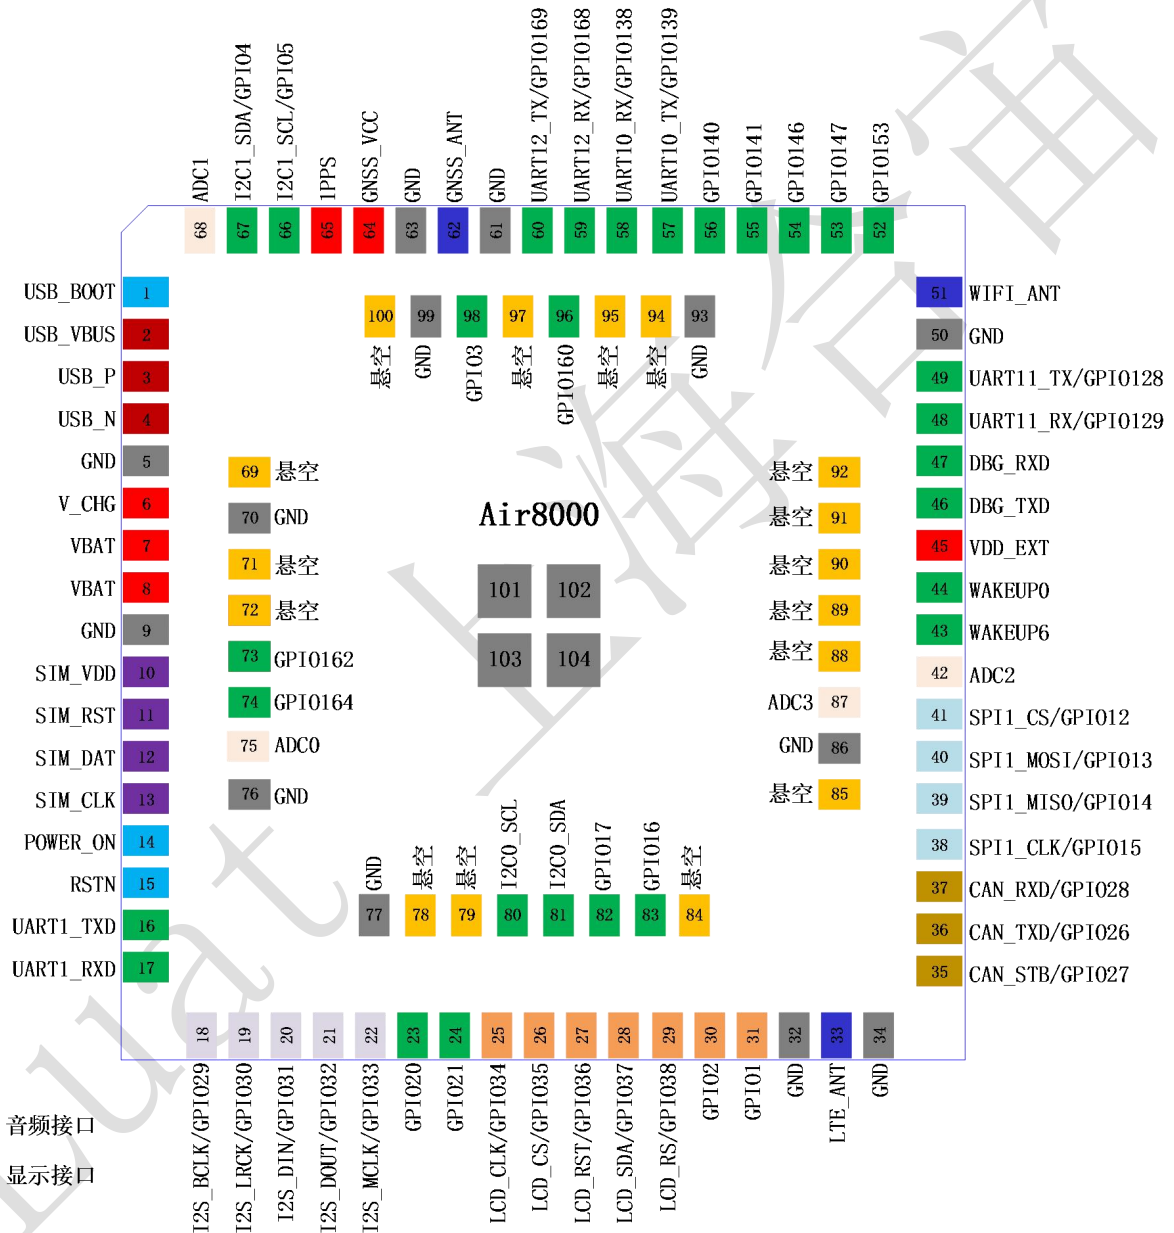 ADC1
I2C1_SDA/GPIO4
I2C1_SCL/GPIO5
1PPS
GNSS_VCC
GND
GNSS_ANT
GND
UART12_TX/GPIO169
UART12_RX/GPIO168
UART10_RX/GPIO138
UART10_TX/GPIO139
GPIO140
GPIO141
GPIO146
GPIO147
GPIO153
68 67 66 65 64 63 62 61 60 59 58 57 56 55 54 53 52
USB_BOOT 1
USB_VBUS 2
USB_P 3
USB_N 4
GND 5
V_CHG 6
VBAT 7
VBAT 8
GND 9
SIM_VDD 10
SIM_RST 11
SIM_DAT 12
SIM_CLK 13
POWER_ON 14
RSTN 15
UART1_TXD 16
UART1_RXD 17
100 99 98 97 96 95 94 93
悬空
GND
GPIO3
悬空
GPIO160
悬空
悬空
GND
69 悬空
70 GND
71 悬空
72 悬空
73 GPIO162
74 GPIO164
75 ADC0
76 GND
Air8000
101 102
103 104
悬空 92
悬空 91
悬空 90
悬空 89
悬空 88
ADC3 87
GND 86
悬空 85
GND
悬空
悬空
I2C0_SCL
I2C0_SDA
GPIO17
GPIO16
悬空
77 78 79 80 81 82 83 84
51 WIFI_ANT
50 GND
49 UART11_TX/GPIO128
48 UART11_RX/GPIO129
47 DBG_RXD
46 DBG_TXD
45 VDD_EXT
44 WAKEUP0
43 WAKEUP6
42 ADC2
41 SPI1_CS/GPIO12
40 SPI1_MOSI/GPIO13
39 SPI1_MISO/GPIO14
38 SPI1_CLK/GPIO15
37 CAN_RXD/GPIO28
36 CAN_TXD/GPIO26
35 CAN_STB/GPIO27
18 19 20 21 22 23 24 25 26 27 28 29 30 31 32 33 34
I2S_BCLK/GPIO29
I2S_LRCK/GPIO30
I2S_DIN/GPIO31
I2S_DOUT/GPIO32
I2S_MCLK/GPIO33
GPIO20
GPIO21
LCD_CLK/GPIO34
LCD_CS/GPIO35
LCD_RST/GPIO36
LCD_SDA/GPIO37
LCD_RS/GPIO38
GPIO2
GPIO1
GND
LTE_ANT
GND
音频接口
显示接口
Luat 上海合宙